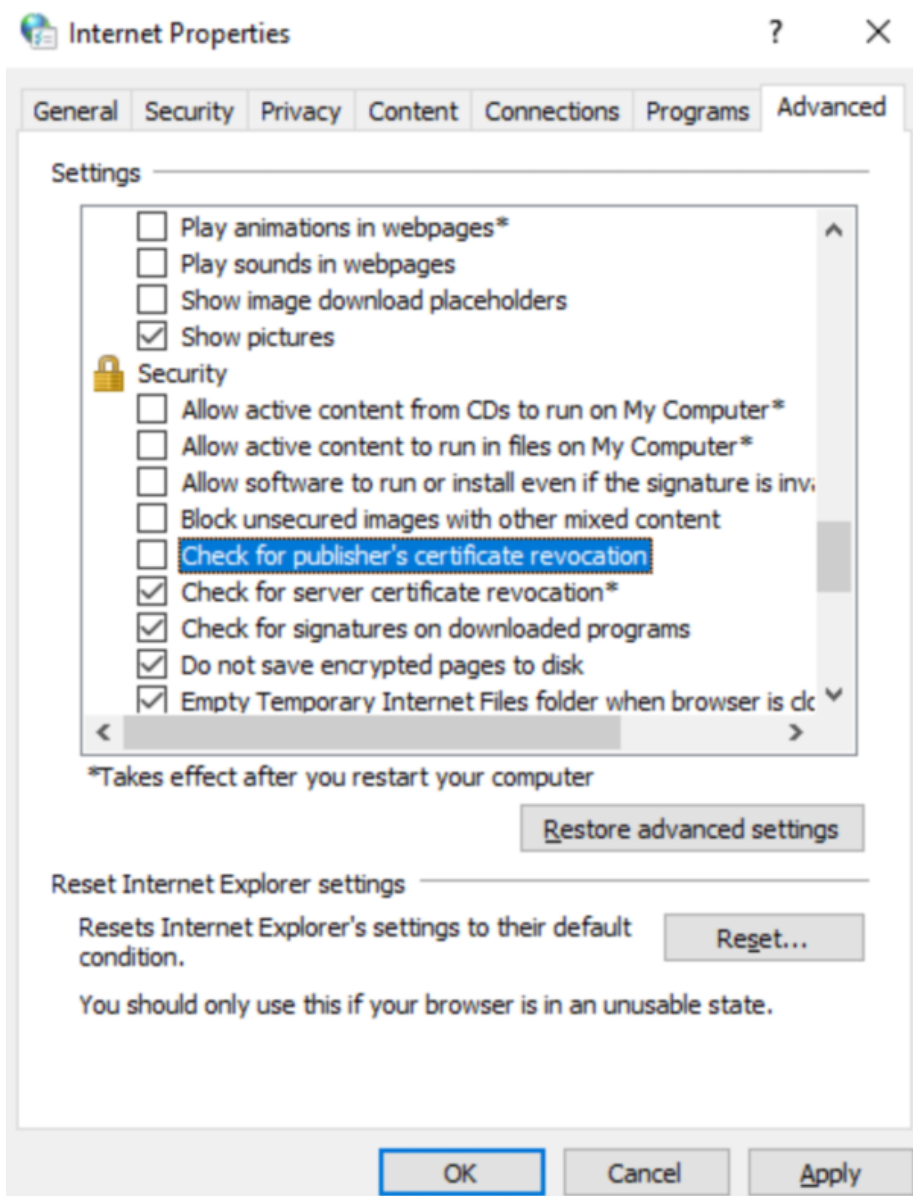 Internet Properties
?
General Security Privacy Content Connections Programs Advanced
Settings
Play animations in webpages*
Play sounds in webpages
Show image download placeholders
Show pictures
Security
Allow active content from CDs to run on My Computer*
Allow active content to run in files on My Computer*
Allow software to run or install even if the signature is inva
Block unsecured images with other mixed content
Check for publisher's certificate revocation
Check for server certificate revocation*
Check for signatures on downloaded programs
Do not save encrypted pages to disk
Empty Temporary Internet Files folder when browser is clo
*Takes effect after you restart your computer
Restore advanced settings
Reset Internet Explorer settings
Resets Internet Explorer's settings to their default
condition.
Reset...
You should only use this if your browser is in an unusable state.
OK Cancel Apply